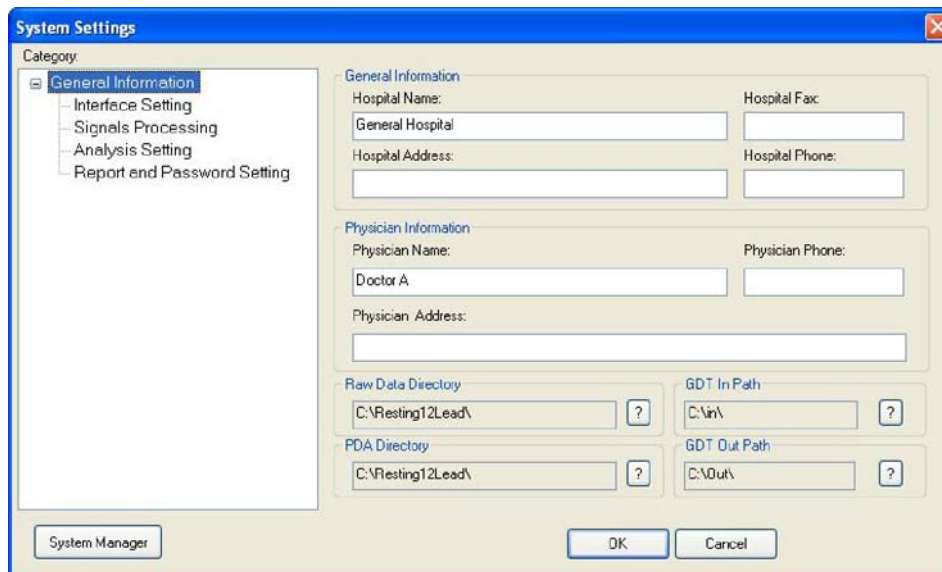 System Settings
Category:
General Information
Interface Setting
Signals Processing
Analysis Setting
Report and Password Setting
General Information
Hospital Name:
Hospital Fax:
General Hospital
Hospital Address:
Hospital Phone:
Physician Information
Physician Name:
Physician Phone:
Doctor A
Physician Address:
Raw Data Directory
GDT In Path
C:\Resting12Lead\
?
C:\in\
?
PDA Directory
GDT Out Path
C:\Resting12Lead\
?
C:\Out\
?
System Manager
OK
Cancel